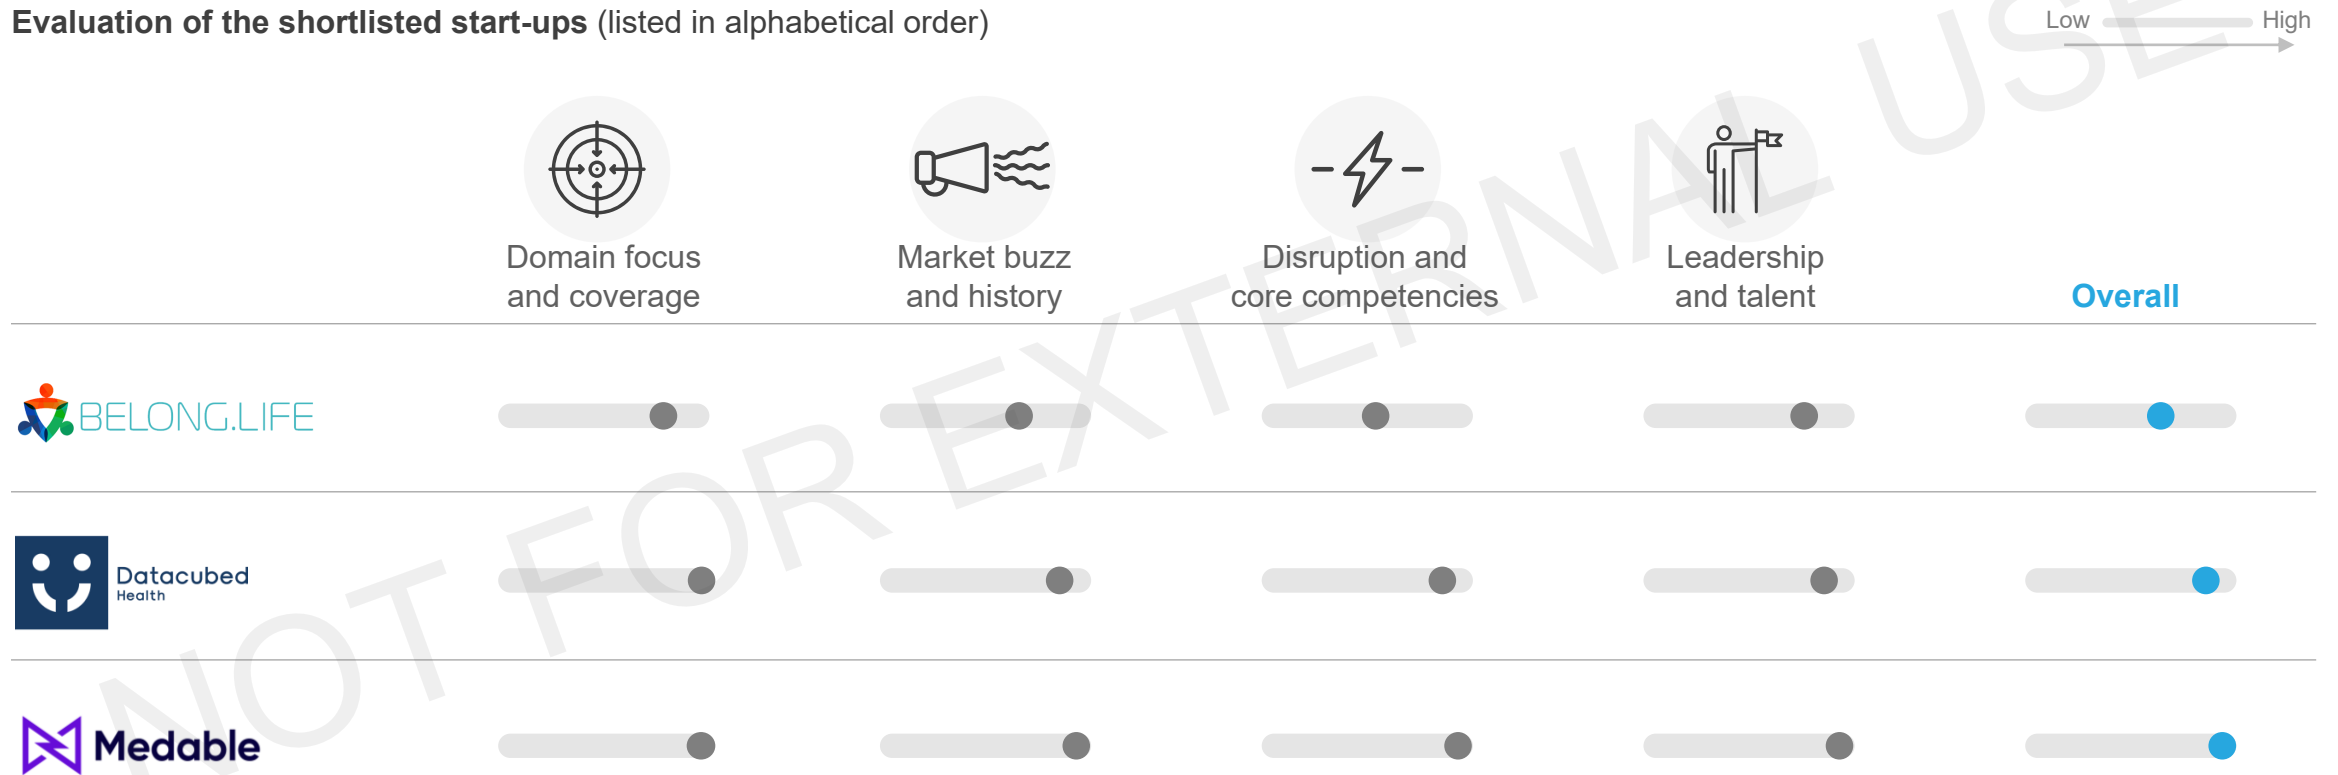 Evaluation of the shortlisted start-ups (listed in alphabetical order)
Low High
Domain focus
and coverage
Market buzz
and history
Disruption and
core competencies
Leadership
and talent
Overall
BELONG.LIFE
Datacubed
Health
Medable
NOT FOR EXTERNAL USE